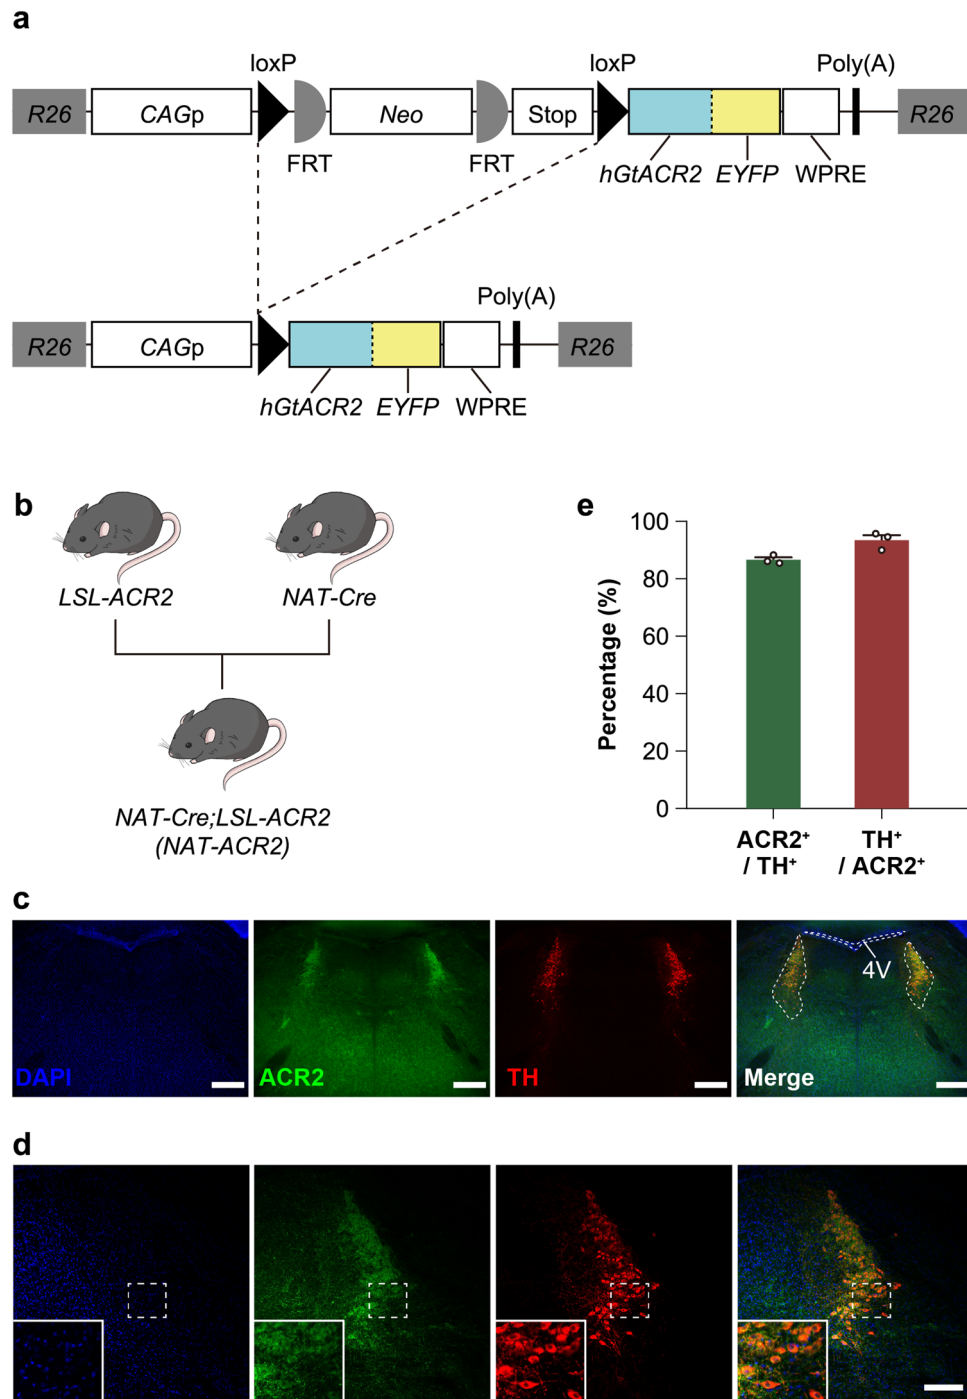 a
loxP loxP Poly(A)
R26 CAGp Neo Stop R26
FRT FRT hGtACR2 EYFP WPRE
Poly(A)
R26 CAGp R26
hGtACR2 EYFP WPRE
b
LSL-ACR2 NAT-Cre
NAT-Cre;LSL-ACR2
(NAT-ACR2)
e
Percentage (%)
100
80
60
40
20
0
ACR2⁺
/ TH⁺
TH⁺
/ ACR2⁺
c
4V
DAPI ACR2 TH Merge
d